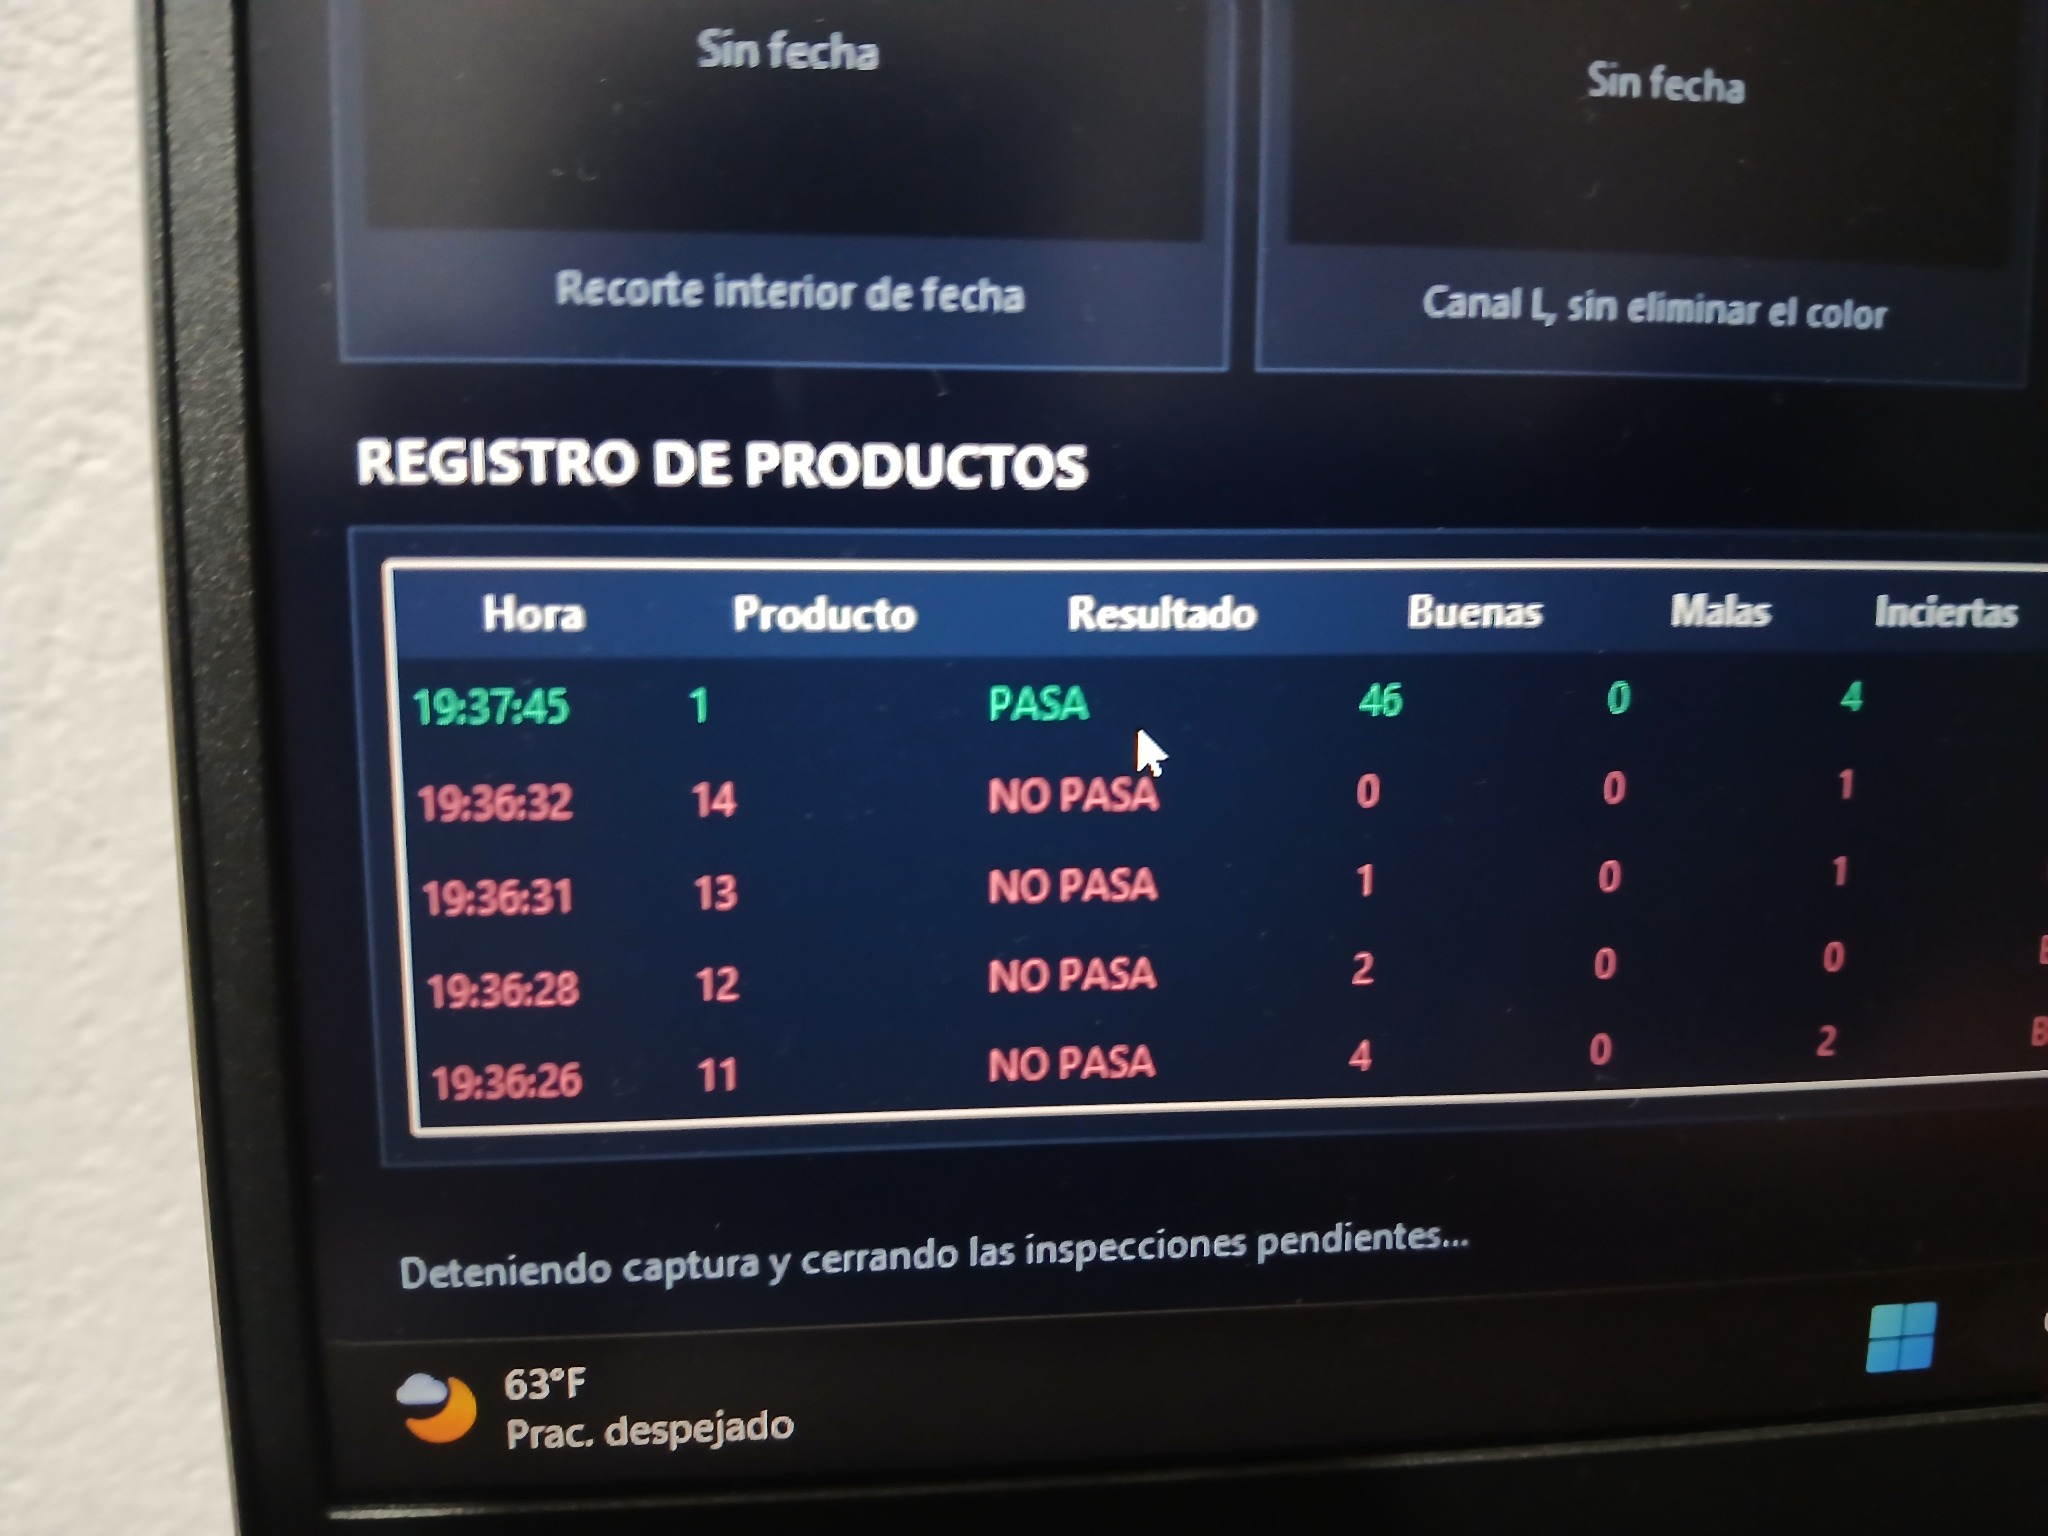 Sin fecha
Sin fecha
Recorte interior de fecha
Canal L, sin eliminar el color
REGISTRO DE PRODUCTOS
Hora Producto Resultado Buenas Malas Inciertas
19:37:45 1 PASA 46 0 4
19:36:32 14 NO PASA 0 0 1
19:36:31 13 NO PASA 1 0 1
19:36:28 12 NO PASA 2 0 0
19:36:26 11 NO PASA 4 0 2
Deteniendo captura y cerrando las inspecciones pendientes...
63°F
Prac. despejado